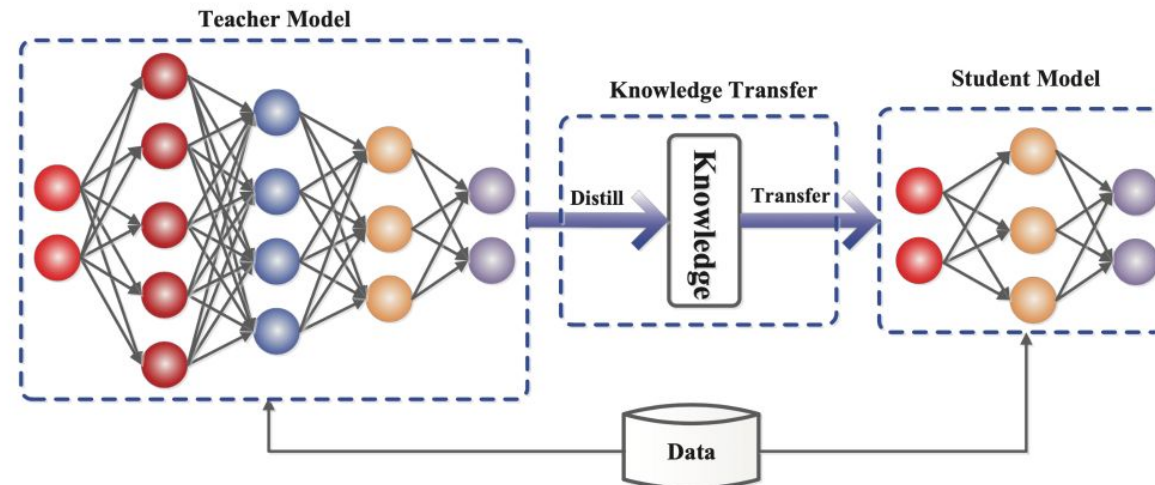 Teacher Model
Knowledge Transfer
Student Model
Distill
Knowledge
Transfer
Data